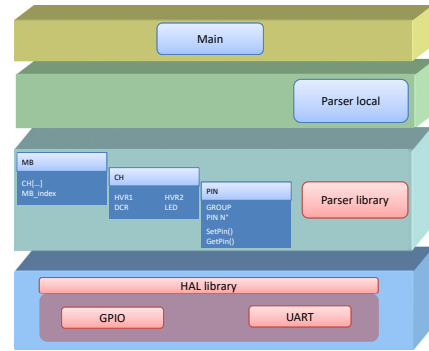 Main
Parser local
MB
CH[...]
MB_index
CH
HVR1 HVR2
DCR LED
PIN
GROUP
PIN N°
SetPin()
GetPin()
Parser library
HAL library
GPIO UART